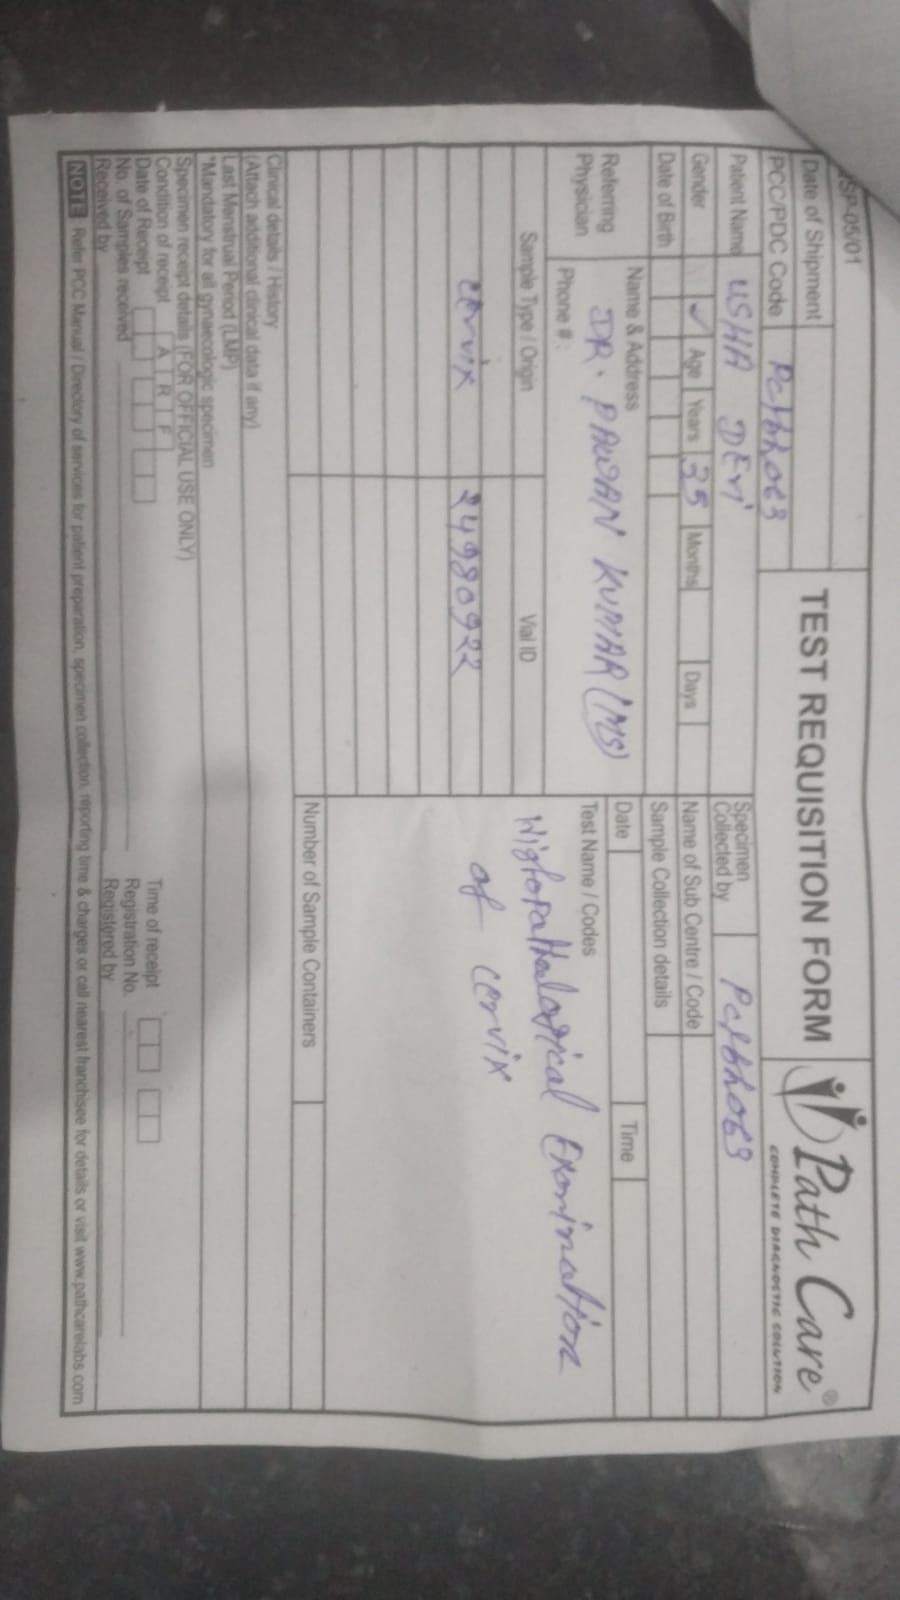 SP-05/01
Date of Shipment
PCC/PDC Code
TEST REQUISITION FORM
Path Care®
COMPLETE DIAGNOSTIC SOLUTION
Patient Name USHA DEVI
Specimen Collected by
Gender ✓ Age Years 35 Months Days
Name of Sub Centre / Code
Date of Birth
Sample Collection details
Referring Physician
Name & Address
DR. PAWAN KUMAR (MS)
Phone # :
Date Time
Test Name / Codes
Histopathological Examination
of cervix
Sample Type / Origin Vial ID
cervix 24980922
Number of Sample Containers
Clinical details / History
(Attach additional clinical data if any)
Last Menstrual Period (LMP)
*Mandatory for all gynaecologic specimen
Specimen receipt details (FOR OFFICIAL USE ONLY)
Condition of receipt A R F
Date of Receipt Time of receipt
No. of Samples received Registration No.
Received by Registered by
NOTE Refer PCC Manual / Directory of services for patient preparation, specimen collection, reporting time & charges or call nearest franchisee for details or visit www.pathcarelabs.com